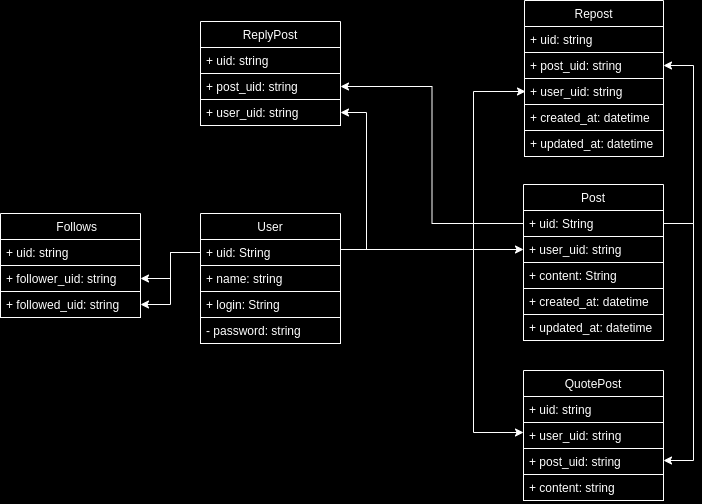 ReplyPost
+ uid: string
+ post_uid: string
+ user_uid: string
Repost
+ uid: string
+ post_uid: string
+ user_uid: string
+ created_at: datetime
+ updated_at: datetime
Follows
+ uid: string
+ follower_uid: string
+ followed_uid: string
User
+ uid: String
+ name: string
+ login: String
- password: string
Post
+ uid: String
+ user_uid: string
+ content: String
+ created_at: datetime
+ updated_at: datetime
QuotePost
+ uid: string
+ user_uid: string
+ post_uid: string
+ content: string